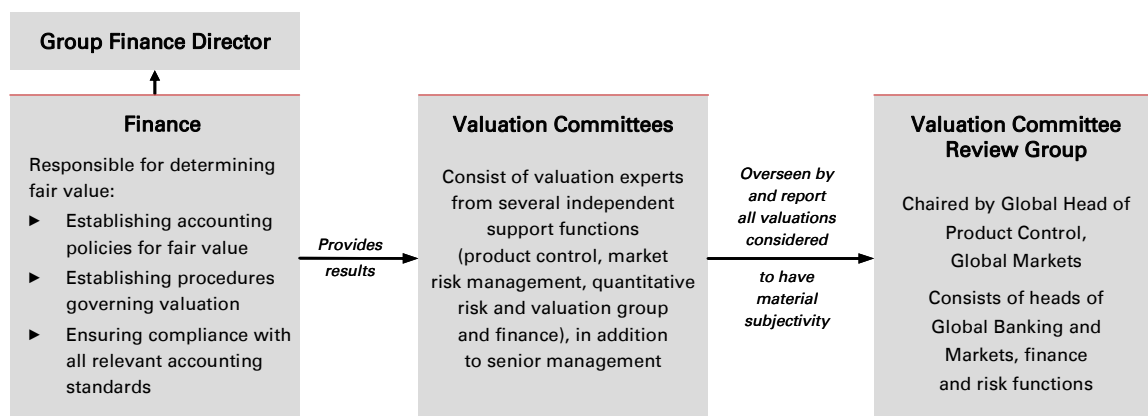 Group Finance Director
Finance
Responsible for determining
fair value:
► Establishing accounting
policies for fair value
► Establishing procedures
governing valuation
► Ensuring compliance with
all relevant accounting
standards
Provides
results
Valuation Committees
Consist of valuation experts
from several independent
support functions
(product control, market
risk management, quantitative
risk and valuation group
and finance), in addition
to senior management
Overseen by
and report
all valuations
considered
to have
material
subjectivity
Valuation Committee
Review Group
Chaired by Global Head of
Product Control,
Global Markets
Consists of heads of
Global Banking and
Markets, finance
and risk functions